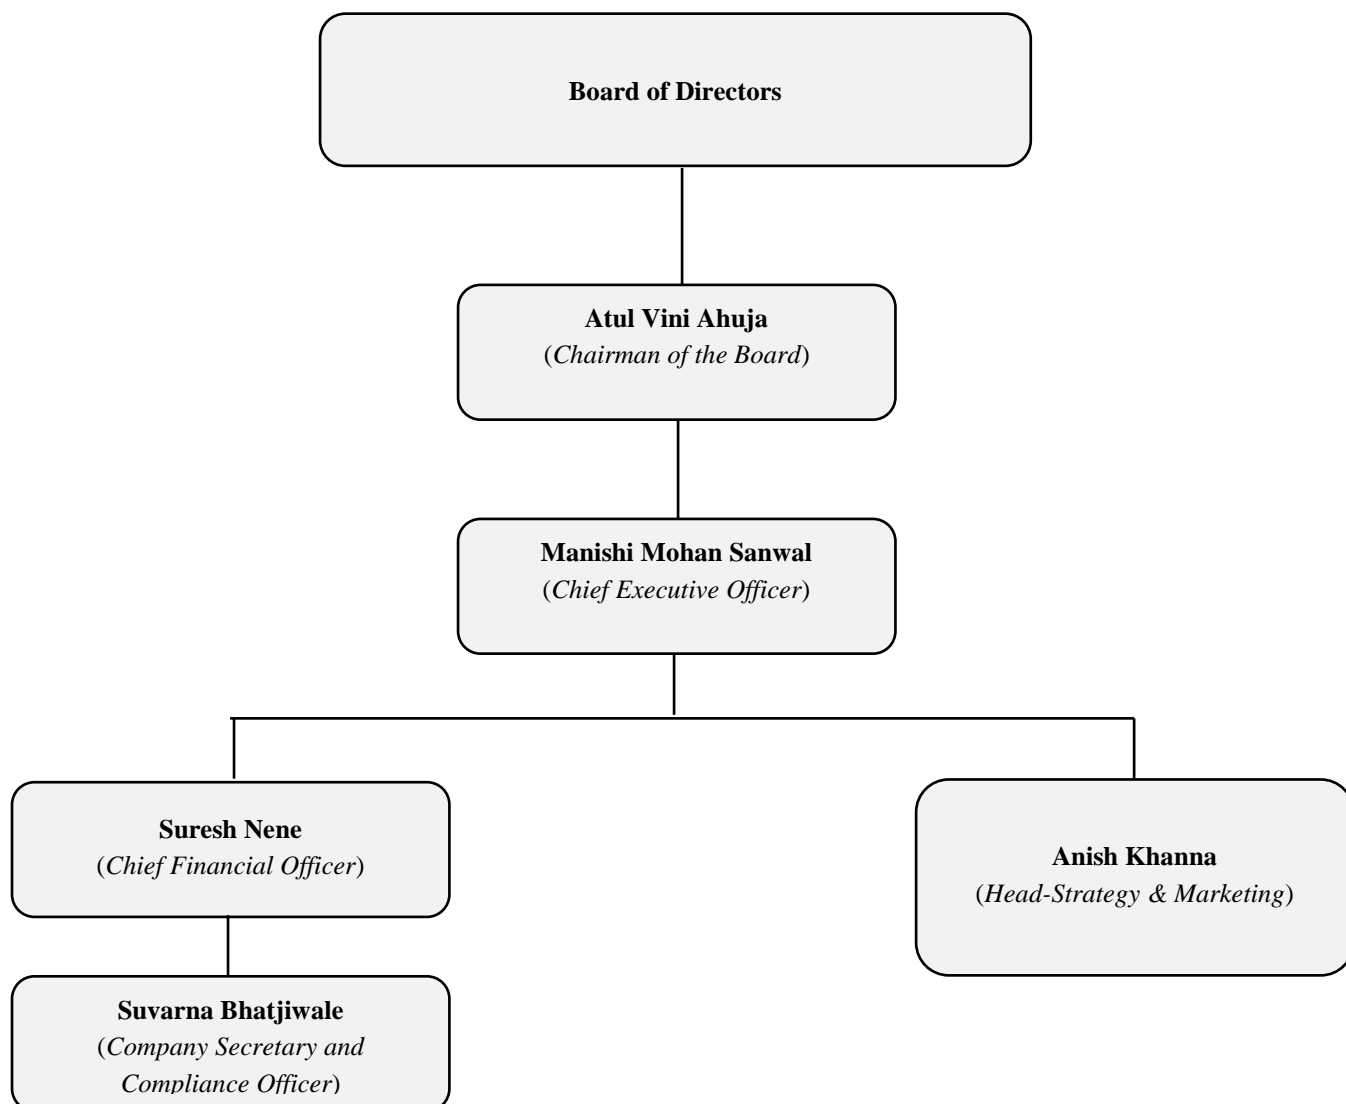 Board of Directors
Atul Vini Ahuja
(Chairman of the Board)
Manishi Mohan Sanwal
(Chief Executive Officer)
Suresh Nene
(Chief Financial Officer)
Anish Khanna
(Head-Strategy & Marketing)
Suvarna Bhatjiwale
(Company Secretary and
Compliance Officer)